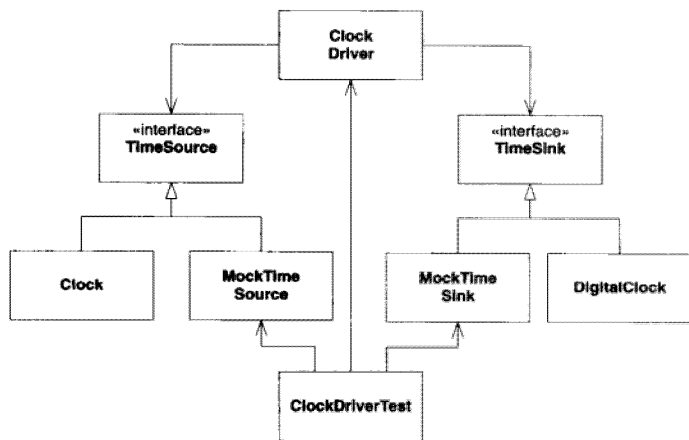 Clock
Driver
«interface»
TimeSource
«interface»
TimeSink
Clock
MockTime
Source
MockTime
Sink
DigitalClock
ClockDriverTest